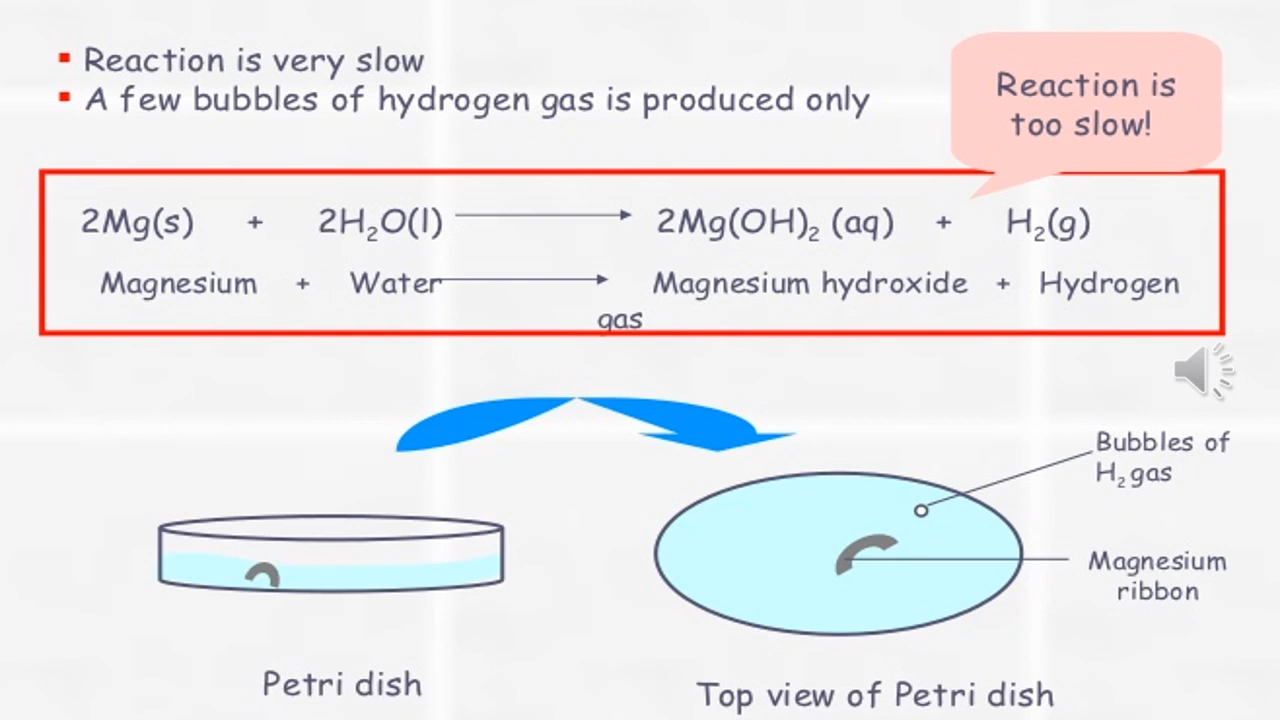 ▪ Reaction is very slow
▪ A few bubbles of hydrogen gas is produced only
Reaction is
too slow!
2Mg(s) + 2H₂O(l) → 2Mg(OH)₂ (aq) + H₂(g)
Magnesium + Water → Magnesium hydroxide + Hydrogen
gas
Bubbles of
H₂ gas
Magnesium
ribbon
Petri dish
Top view of Petri dish